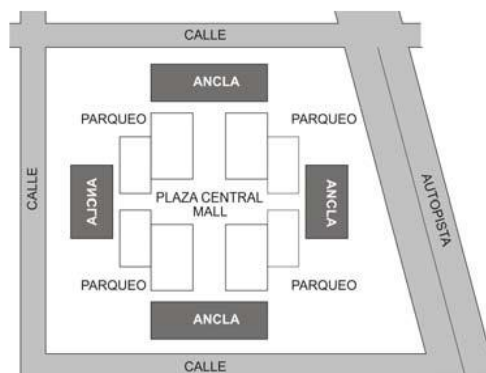 CALLE
ANCLA
PARQUEO
PARQUEO
CALLE
ANCLA
PLAZA CENTRAL
MALL
ANCLA
AUTOPISTA
PARQUEO
PARQUEO
ANCLA
CALLE